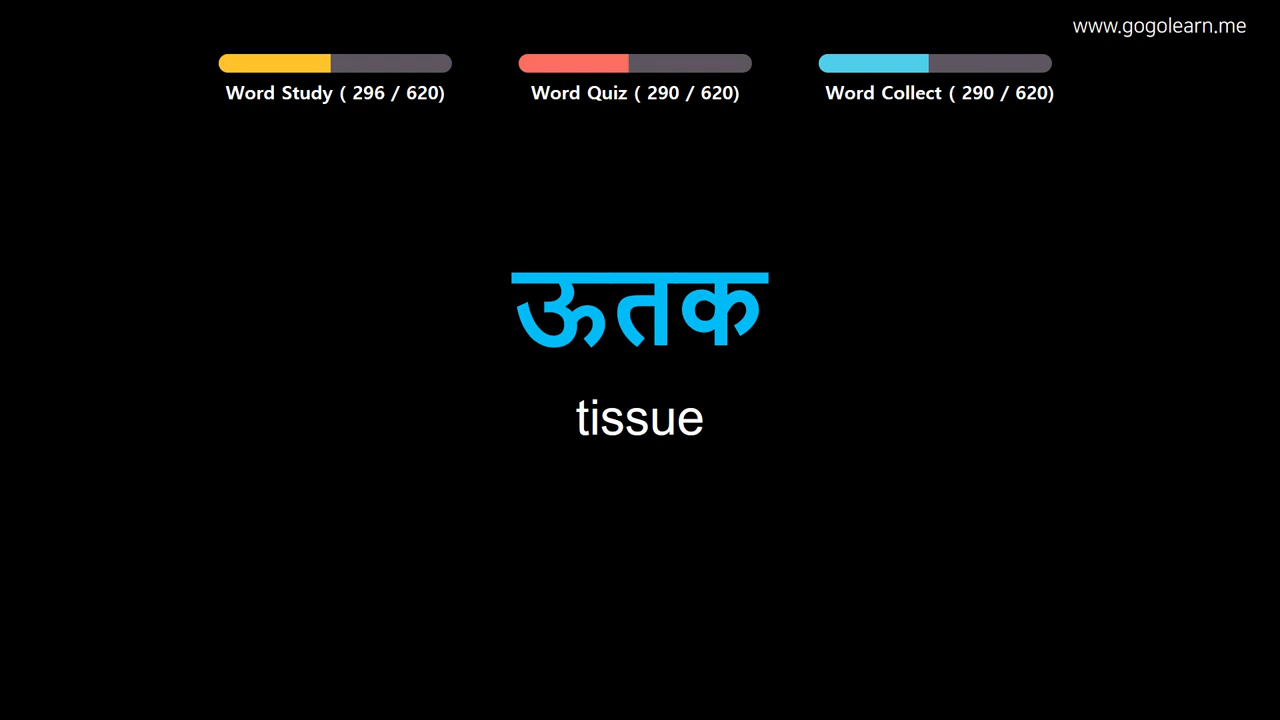 www.gogolearn.me
Word Study ( 296 / 620)
Word Quiz ( 290 / 620)
Word Collect ( 290 / 620)
ऊतक
tissue